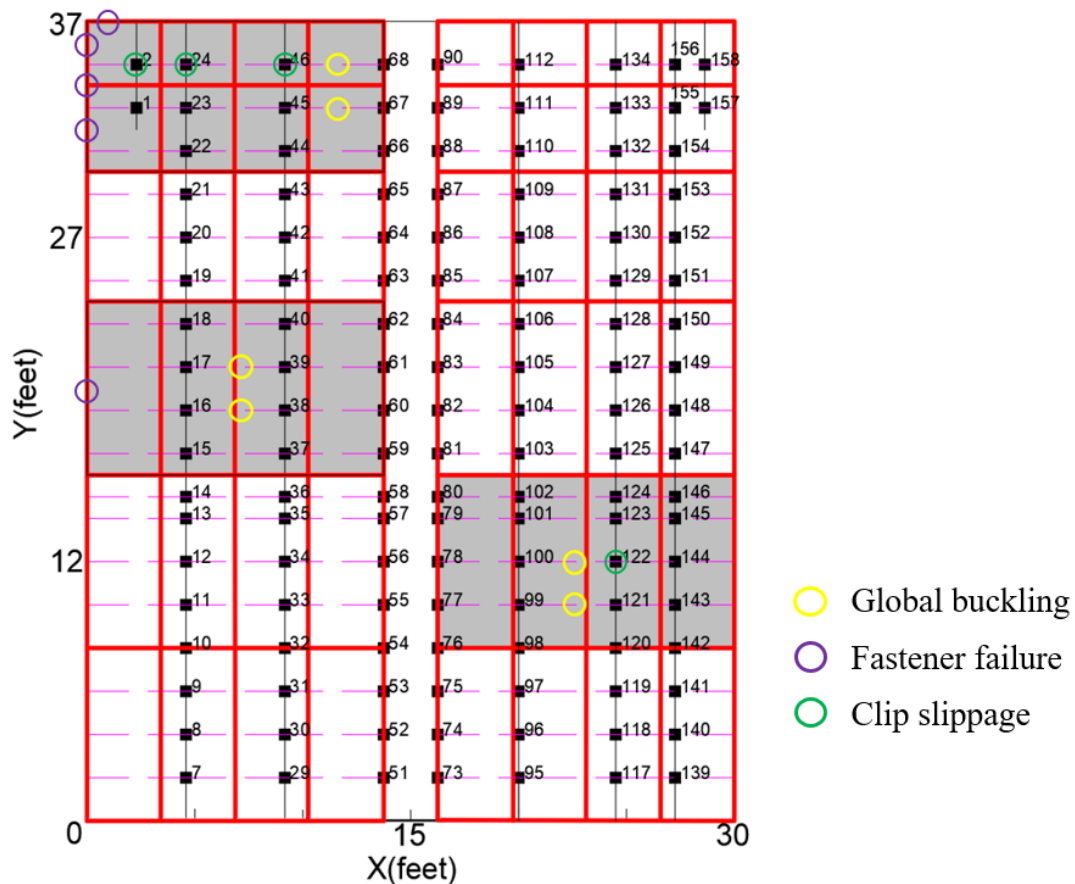 37
2 24 46 68 90 112 134 156 158
1 23 45 67 89 111 133 155 157
22 44 66 88 110 132 154
21 43 65 87 109 131 153
27 20 42 64 86 108 130 152
19 41 63 85 107 129 151
18 40 62 84 106 128 150
17 39 61 83 105 127 149
16 38 60 82 104 126 148
15 37 59 81 103 125 147
14 36 58 80 102 124 146
13 35 57 79 101 123 145
12 12 34 56 78 100 122 144
11 33 55 77 99 121 143
10 32 54 76 98 120 142
9 31 53 75 97 119 141
8 30 52 74 96 118 140
7 29 51 73 95 117 139
0 15 30
X(feet)
Y(feet)
Global buckling
Fastener failure
Clip slippage